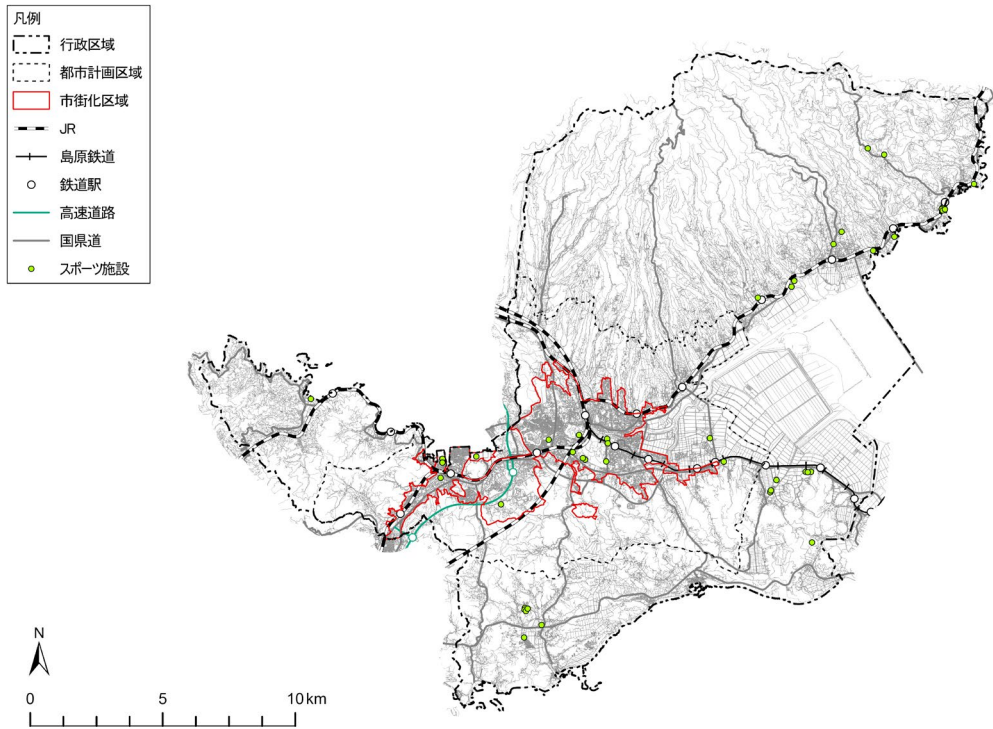 凡例
行政区域
都市計画区域
市街化区域
JR
島原鉄道
鉄道駅
高速道路
国県道
スポーツ施設
N
0 5 10km